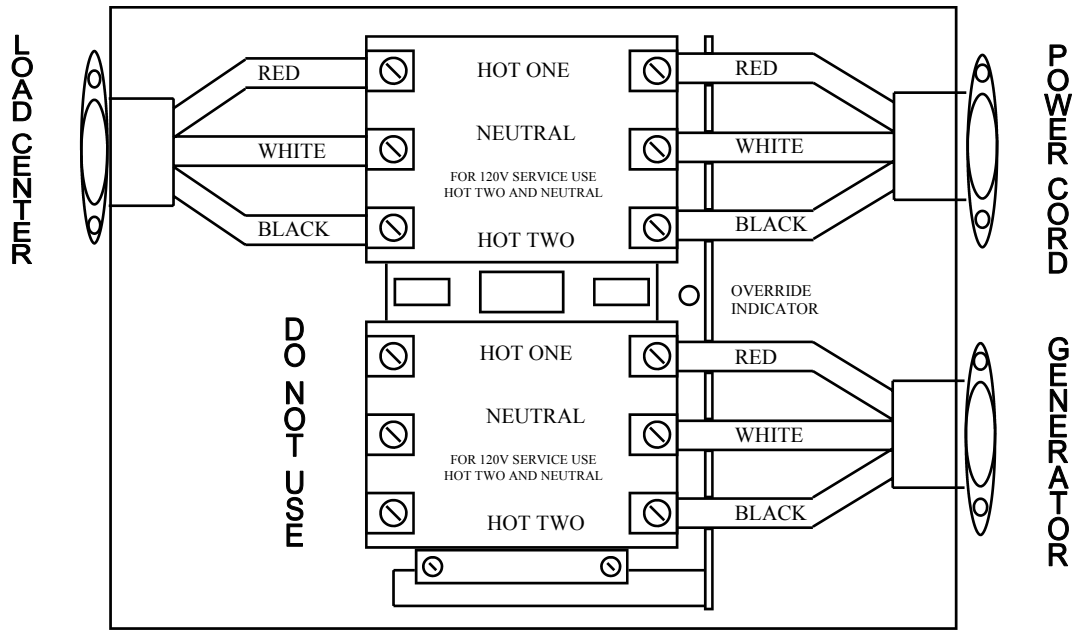 LOAD CENTER
RED
WHITE
BLACK
HOT ONE
NEUTRAL
FOR 120V SERVICE USE
HOT TWO AND NEUTRAL
HOT TWO
RED
WHITE
BLACK
POWER CORD
OVERRIDE
INDICATOR
DO NOT USE
HOT ONE
NEUTRAL
FOR 120V SERVICE USE
HOT TWO AND NEUTRAL
HOT TWO
RED
WHITE
BLACK
GENERATOR